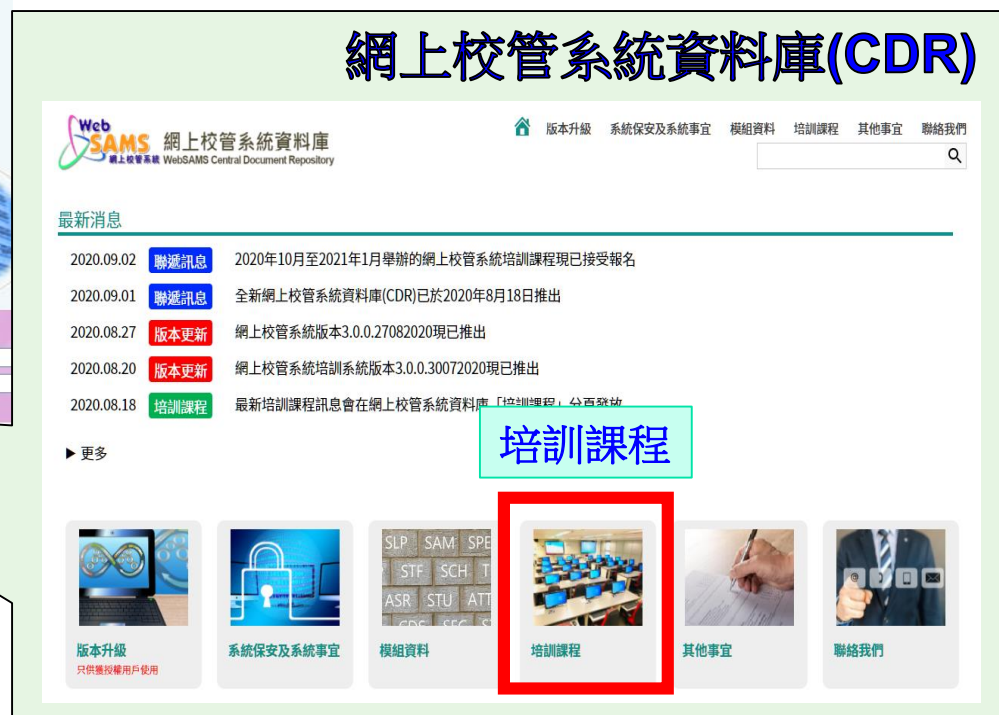 網上校管系統資料庫(CDR)
Web
SAMS
網上校管系統
網上校管系統資料庫
WebSAMS Central Document Repository
版本升級 系統保安及系統事宜 模組資料 培訓課程 其他事宜 聯絡我們
最新消息
2020.09.02 聯遞訊息 2020年10月至2021年1月舉辦的網上校管系統培訓課程現已接受報名
2020.09.01 聯遞訊息 全新網上校管系統資料庫(CDR)已於2020年8月18日推出
2020.08.27 版本更新 網上校管系統版本3.0.0.27082020現已推出
2020.08.20 版本更新 網上校管系統培訓系統版本3.0.0.30072020現已推出
2020.08.18 培訓課程 最新培訓課程訊息會在網上校管系統資料庫「培訓課程」分頁發放
▶ 更多
培訓課程
SLP SAM SPE
STF SCH T
ASR STU ATT
版本升級 系統保安及系統事宜 模組資料 培訓課程 其他事宜 聯絡我們
只供獲授權用戶使用